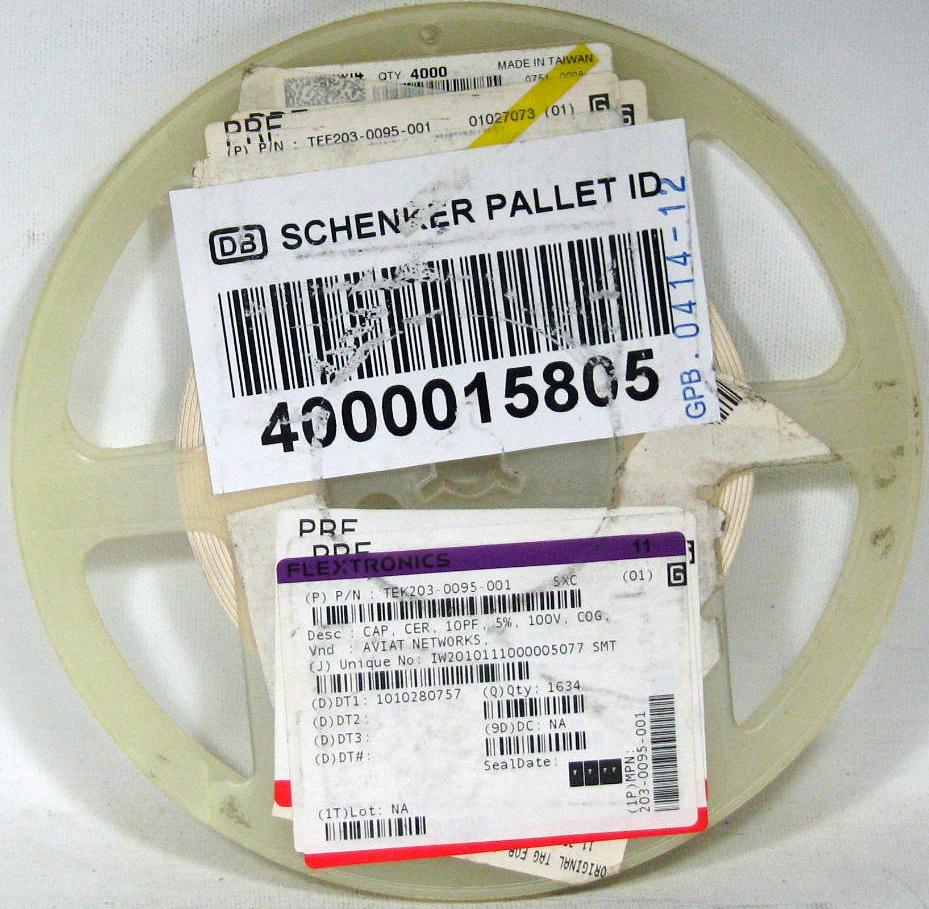 QTY 4000
MADE IN TAIWAN
(P) P/N : TEF203-0095-001
01027073 (01) G
DB SCHENKER PALLET ID
4000015805
GPB.0414-12
FLEXTRONICS 11
(P) P/N : TEK203-0095-001 SXC (01) G
Desc : CAP, CER, 10PF, 5%, 100V, COG,
Vnd : AVIAT NETWORKS,
(J) Unique No: IW2010111000005077 SMT
(D)DT1: 1010280757 (Q)Qty: 1634
(D)DT2: (9D)DC: NA
(D)DT3:
(D)DT#: SealDate:
(1T)Lot: NA
(1P)MPN:
203-0095-001
ORIGINAL TAG FOR